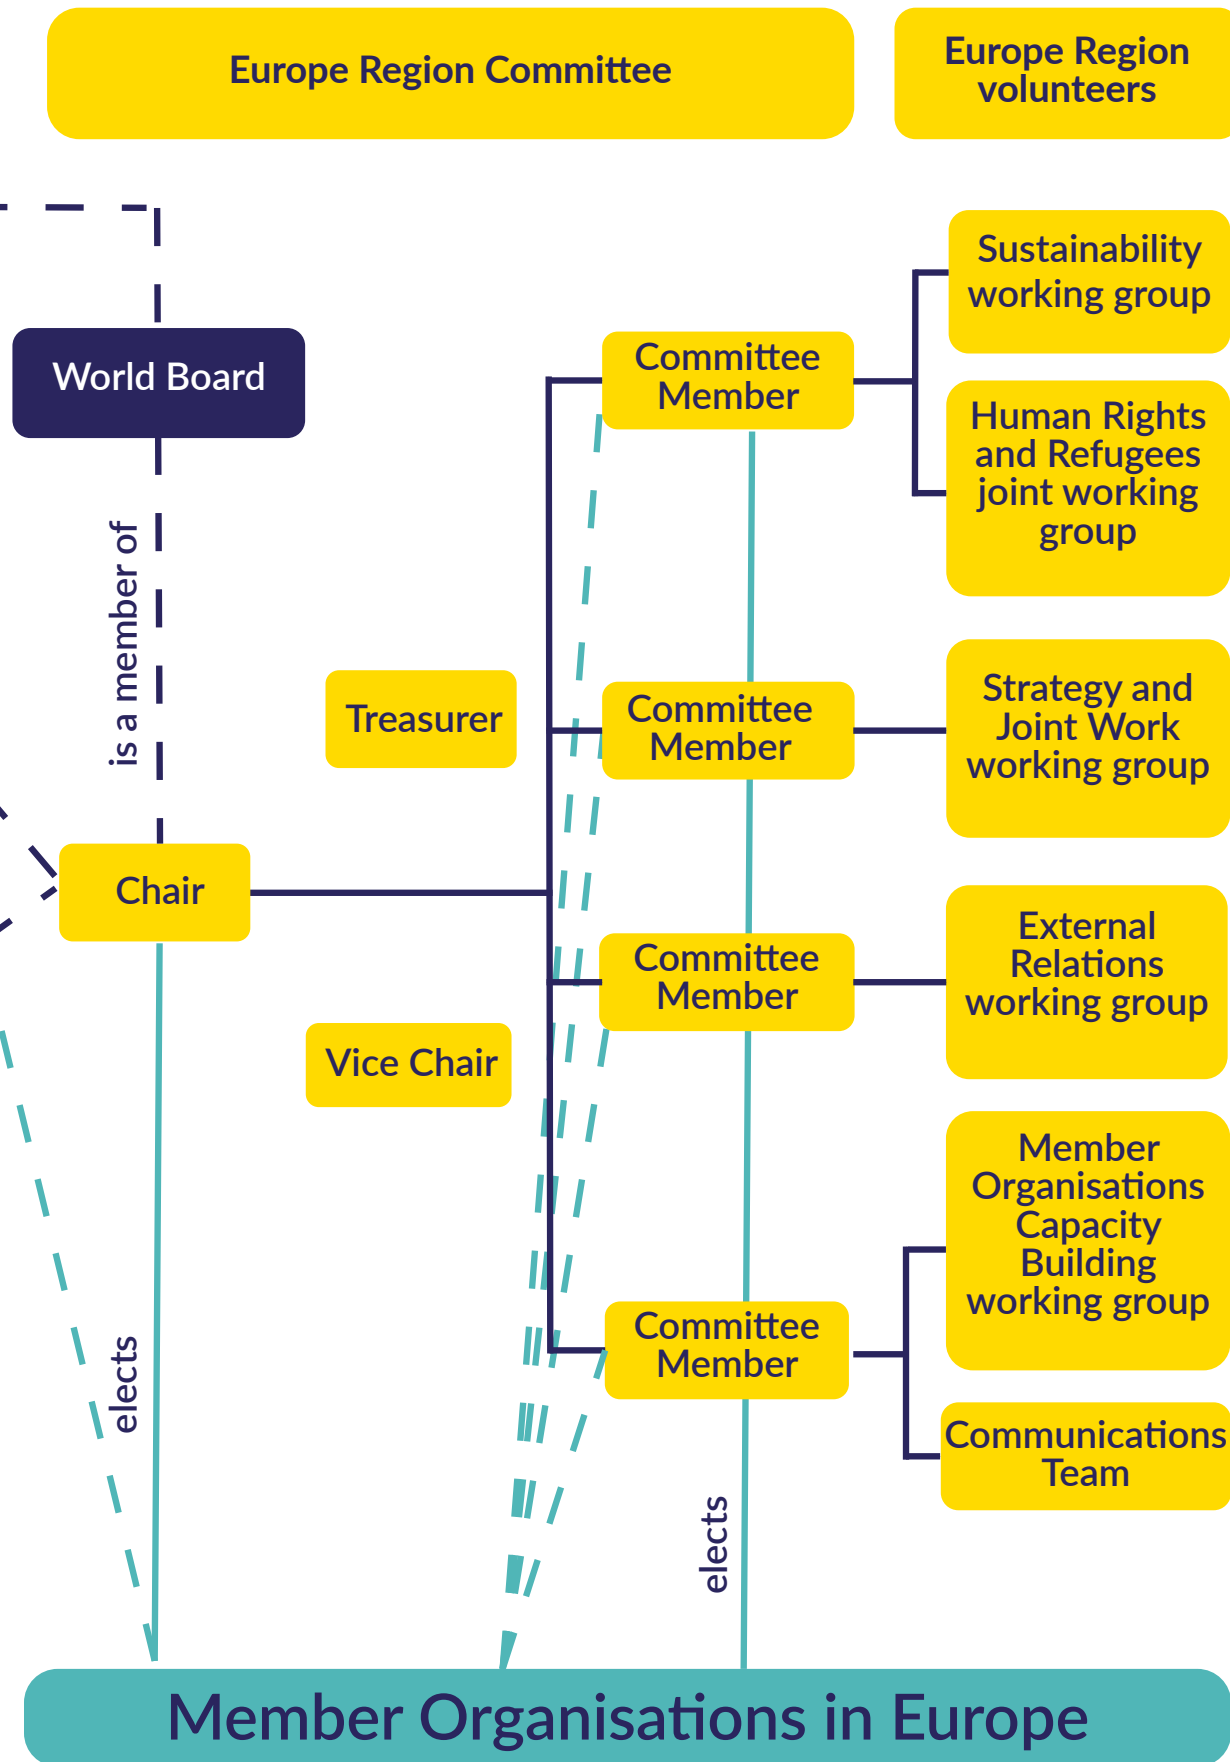 Europe Region Committee
Europe Region
volunteers
World Board
is a member of
Chair
elects
Treasurer
Vice Chair
Committee
Member
Committee
Member
Committee
Member
Committee
Member
elects
Sustainability
working group
Human Rights
and Refugees
joint working
group
Strategy and
Joint Work
working group
External
Relations
working group
Member
Organisations
Capacity
Building
working group
Communications
Team
Member Organisations in Europe